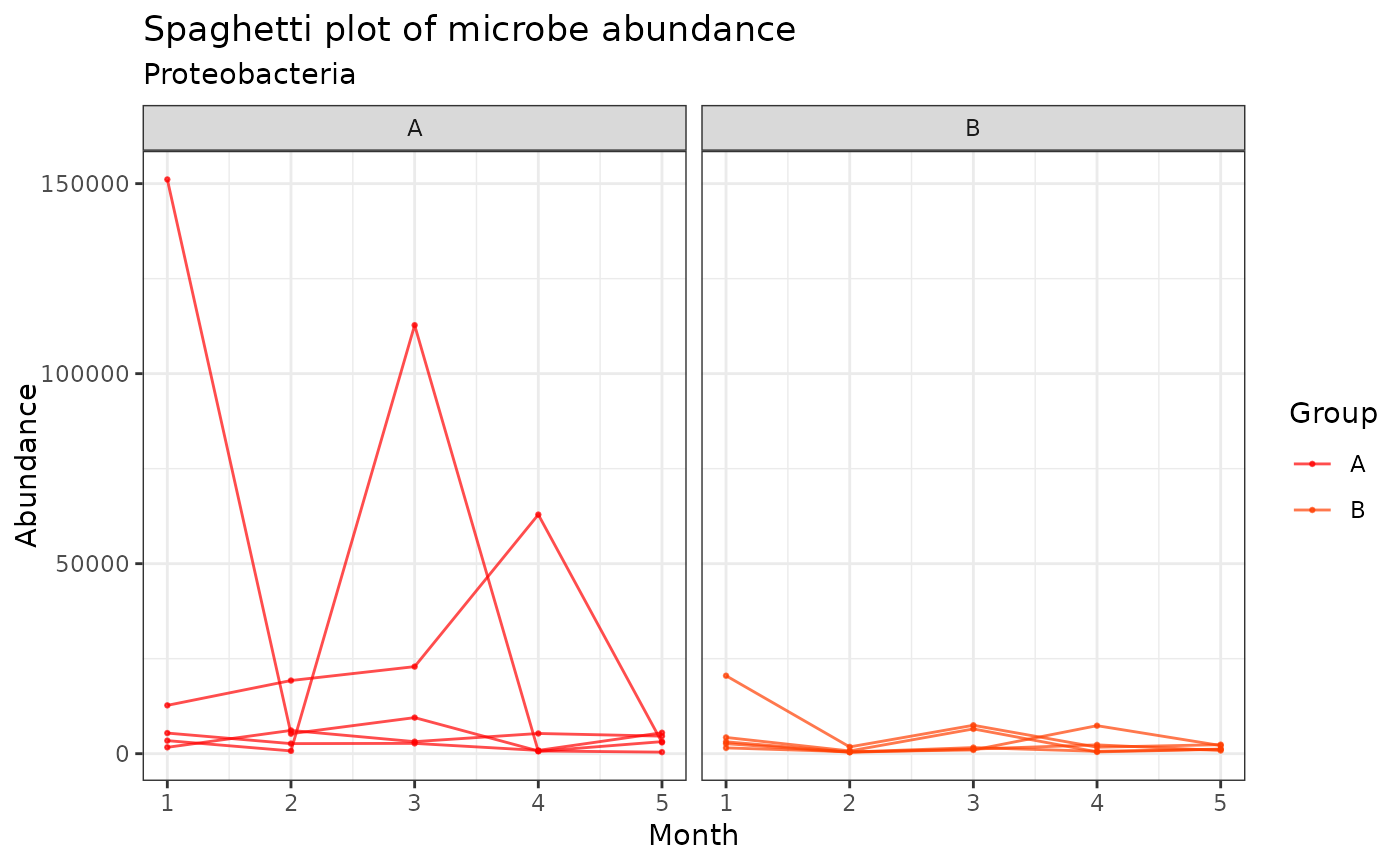 Spaghetti plot of microbe abundance
Proteobacteria
A
B
150000
100000
50000
0
Abundance
1 2 3 4 5
1 2 3 4 5
Month
Group
A
B